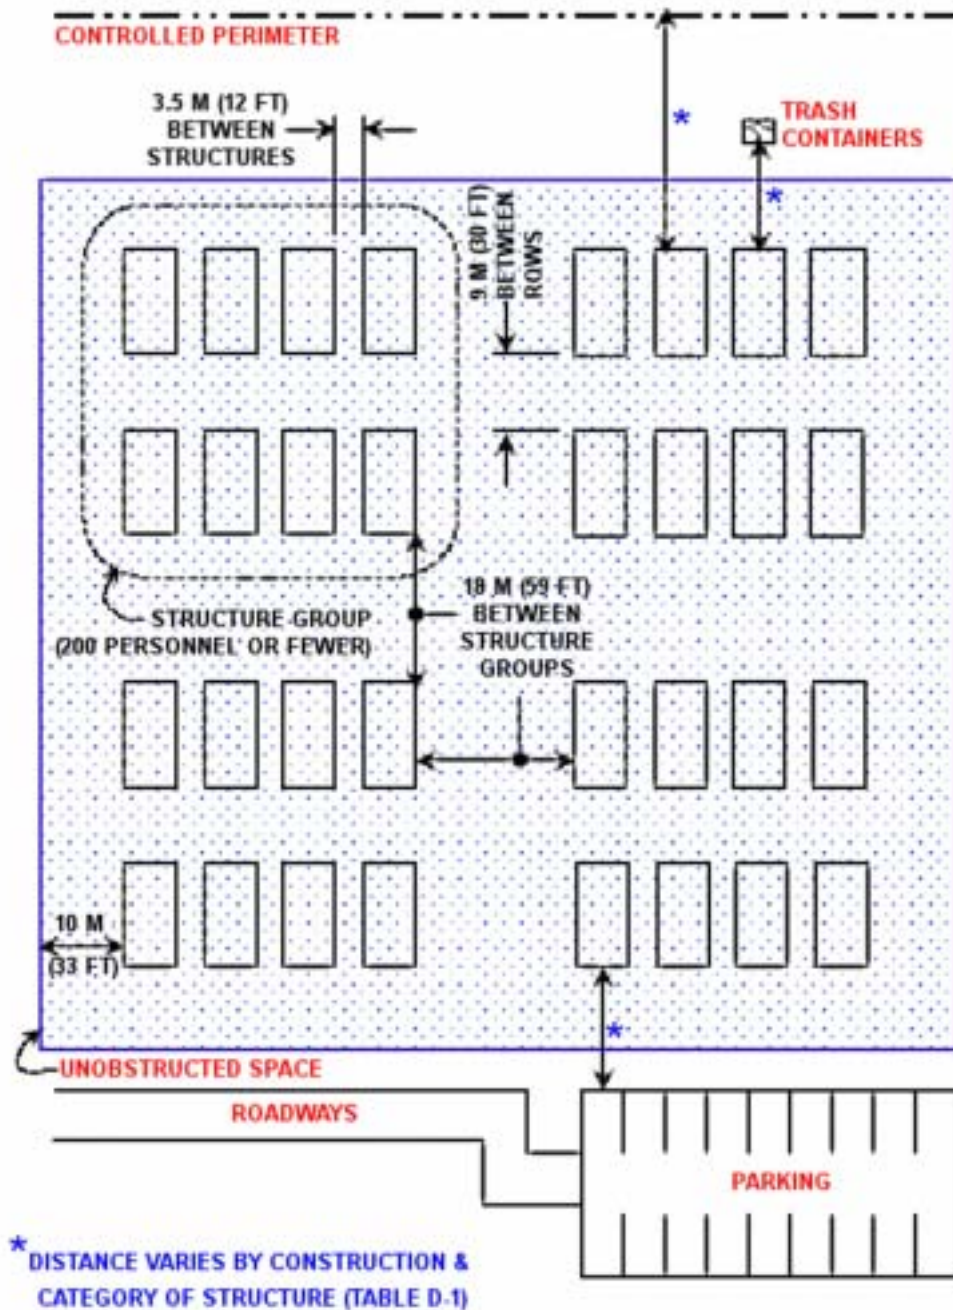 CONTROLLED PERIMETER
3.5 M (12 FT)
BETWEEN
STRUCTURES
*
TRASH
CONTAINERS
*
9 M (30 FT)
BETWEEN
ROWS
18 M (59 FT)
BETWEEN
STRUCTURE
GROUPS
STRUCTURE GROUP
(200 PERSONNEL OR FEWER)
10 M
(33 FT)
*
UNOBSTRUCTED SPACE
ROADWAYS
PARKING
*DISTANCE VARIES BY CONSTRUCTION &
CATEGORY OF STRUCTURE (TABLE D-1)